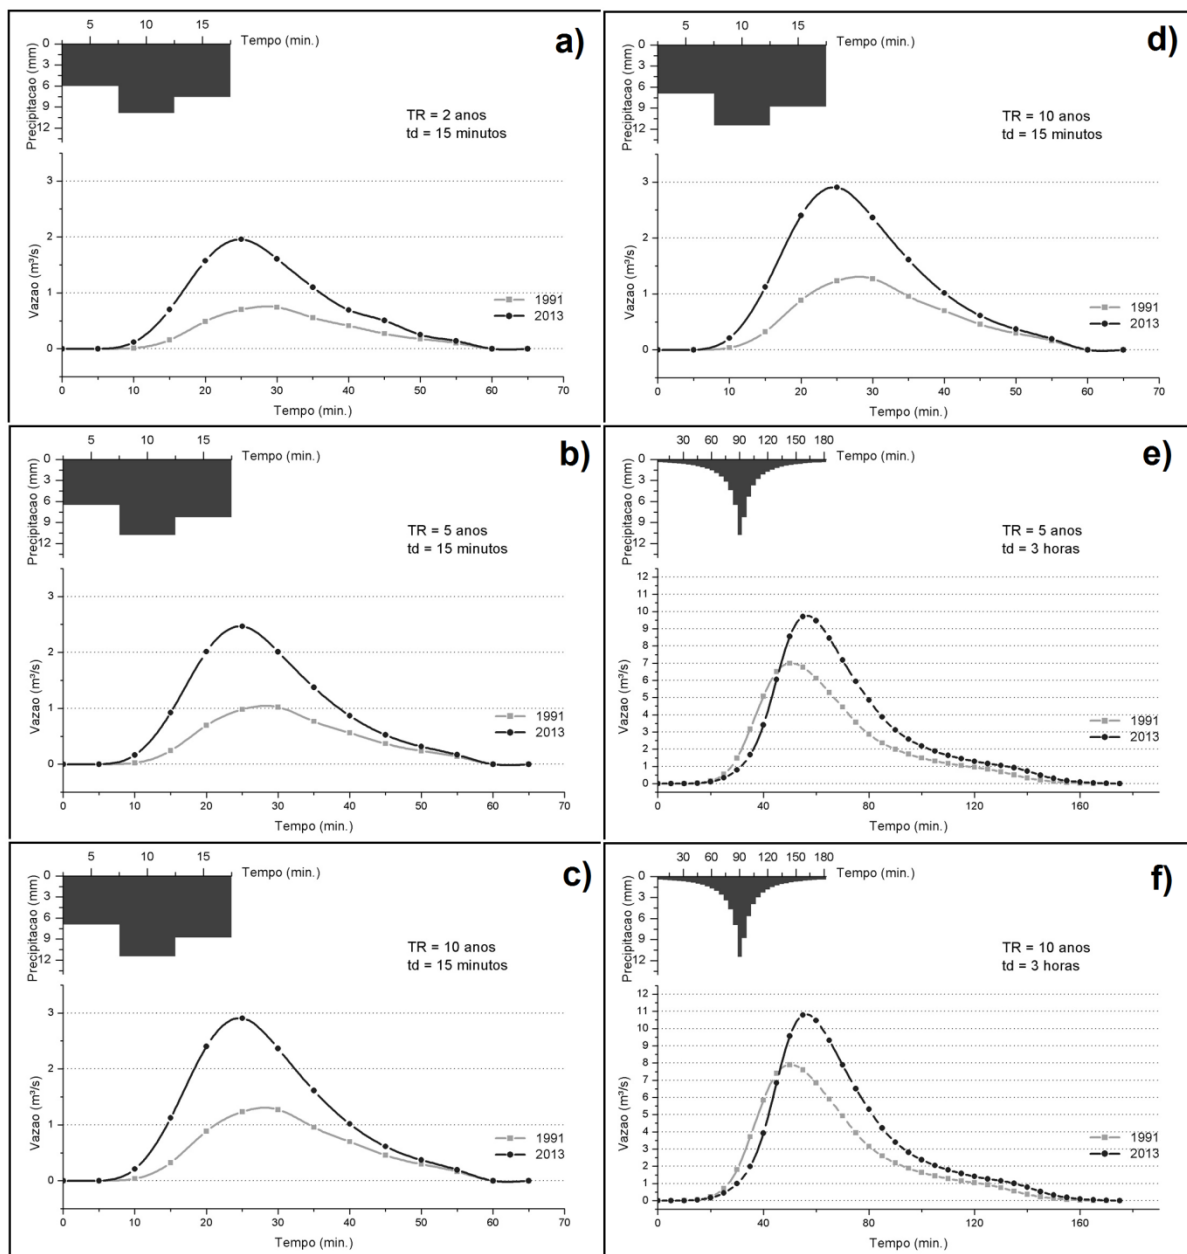 a)
5 10 15
Tempo (min.)
0
3
6
9
12
Precipitacao (mm)
TR = 2 anos
td = 15 minutos
3
2
1
0
Vazao (m³/s)
1991
2013
0 10 20 30 40 50 60 70
Tempo (min.)
b)
5 10 15
Tempo (min.)
0
3
6
9
12
Precipitacao (mm)
TR = 5 anos
td = 15 minutos
3
2
1
0
Vazao (m³/s)
1991
2013
0 10 20 30 40 50 60 70
Tempo (min.)
c)
5 10 15
Tempo (min.)
0
3
6
9
12
Precipitacao (mm)
TR = 10 anos
td = 15 minutos
3
2
1
0
Vazao (m³/s)
1991
2013
0 10 20 30 40 50 60 70
Tempo (min.)
d)
5 10 15
Tempo (min.)
0
3
6
9
12
Precipitacao (mm)
TR = 10 anos
td = 15 minutos
3
2
1
0
Vazao (m³/s)
1991
2013
0 10 20 30 40 50 60 70
Tempo (min.)
e)
30 60 90 120 150 180
Tempo (min.)
0
3
6
9
12
Precipitacao (mm)
TR = 5 anos
td = 3 horas
12
11
10
9
8
7
6
5
4
3
2
1
0
Vazao (m³/s)
1991
2013
0 40 80 120 160
Tempo (min.)
f)
30 60 90 120 150 180
Tempo (min.)
0
3
6
9
12
Precipitacao (mm)
TR = 10 anos
td = 3 horas
12
11
10
9
8
7
6
5
4
3
2
1
0
Vazao (m³/s)
1991
2013
0 40 80 120 160
Tempo (min.)